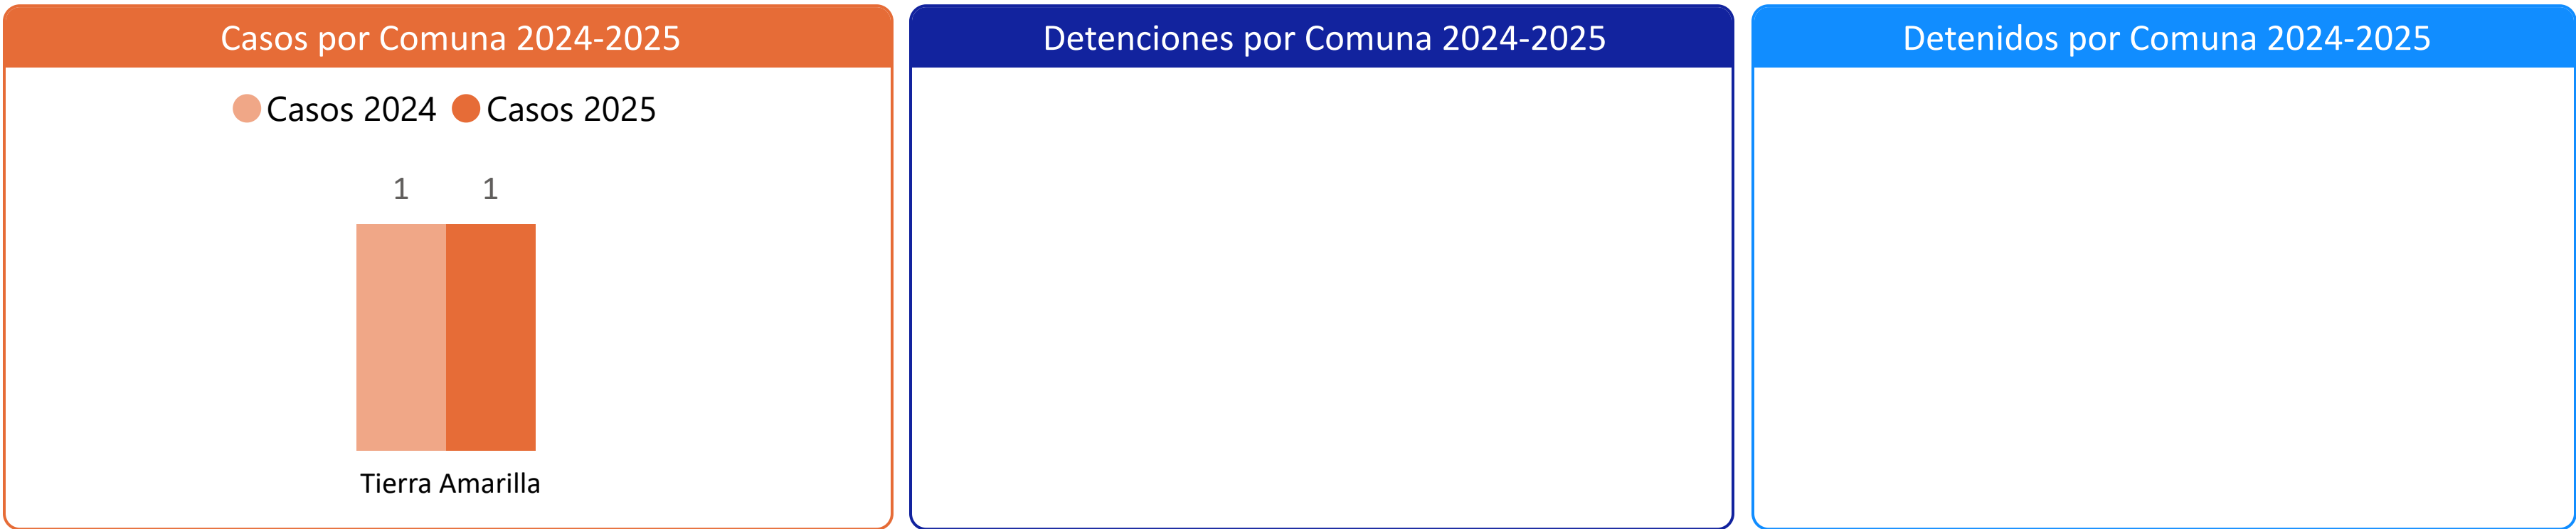 Casos por Comuna 2024-2025
Casos 2024 Casos 2025
1 1
Tierra Amarilla
Detenciones por Comuna 2024-2025
Detenidos por Comuna 2024-2025